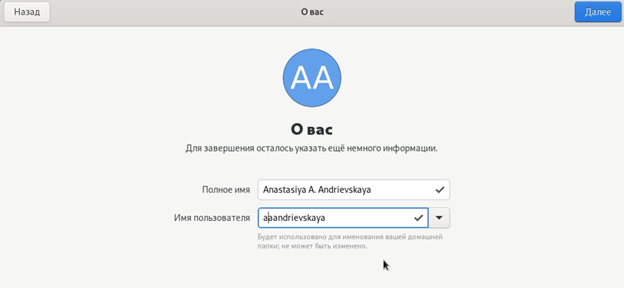 Назад
О вас
Далее
AA
О вас
Для завершения осталось указать ещё немного информации.
Полное имя Anastasiya A. Andrievskaya
Имя пользователя aaandrievskaya
Будет использовано для именования вашей домашней
папки; не может быть изменено.